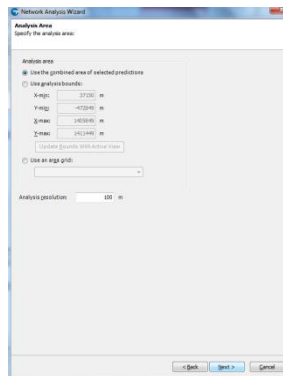 Network Analysis Wizard
Analysis Area
Specify the analysis area:
Analysis area
Use the combined area of selected predictions
Use analysis bounds:
X-min: 37150 m
Y-min: m
X-max: m
Y-max: m
Update Bounds With Active View
Use an area grid:
Analysis resolution: 100 m
< Back Next > Cancel